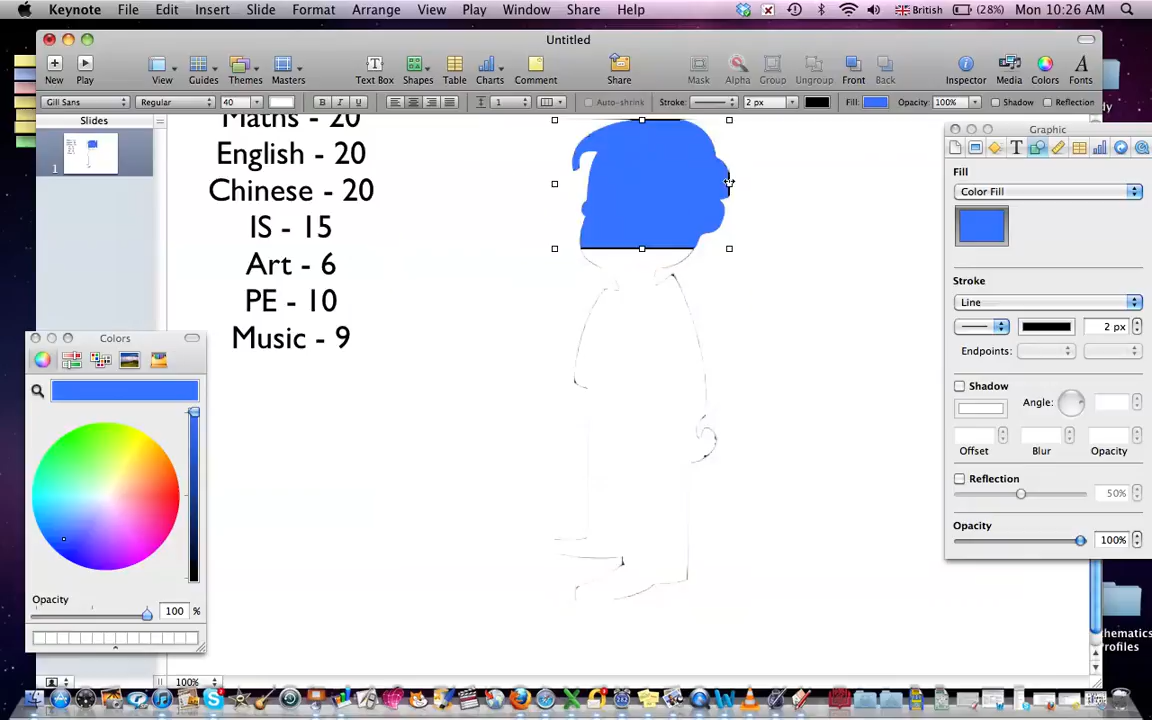 Keynote File Edit Insert Slide Format Arrange View Play Window Share Help British (28%) Mon 10:26 AM
Untitled
New Play View Guides Themes Masters Text Box Shapes Table Charts Comment Share Mask Alpha Group Ungroup Front Back Inspector Media Colors Fonts
Gill Sans Regular 40 B I U 1 Auto-shrink Stroke: 2 px Fill: Opacity: 100% Shadow Reflection
Slides
1
Maths - 20
English - 20
Chinese - 20
IS - 15
Art - 6
PE - 10
Music - 9
Colors
Opacity
100 %
Graphic
Fill
Color Fill
Stroke
Line
2 px
Endpoints:
Shadow
Angle:
Offset Blur Opacity
Reflection
50%
Opacity
100%
100%